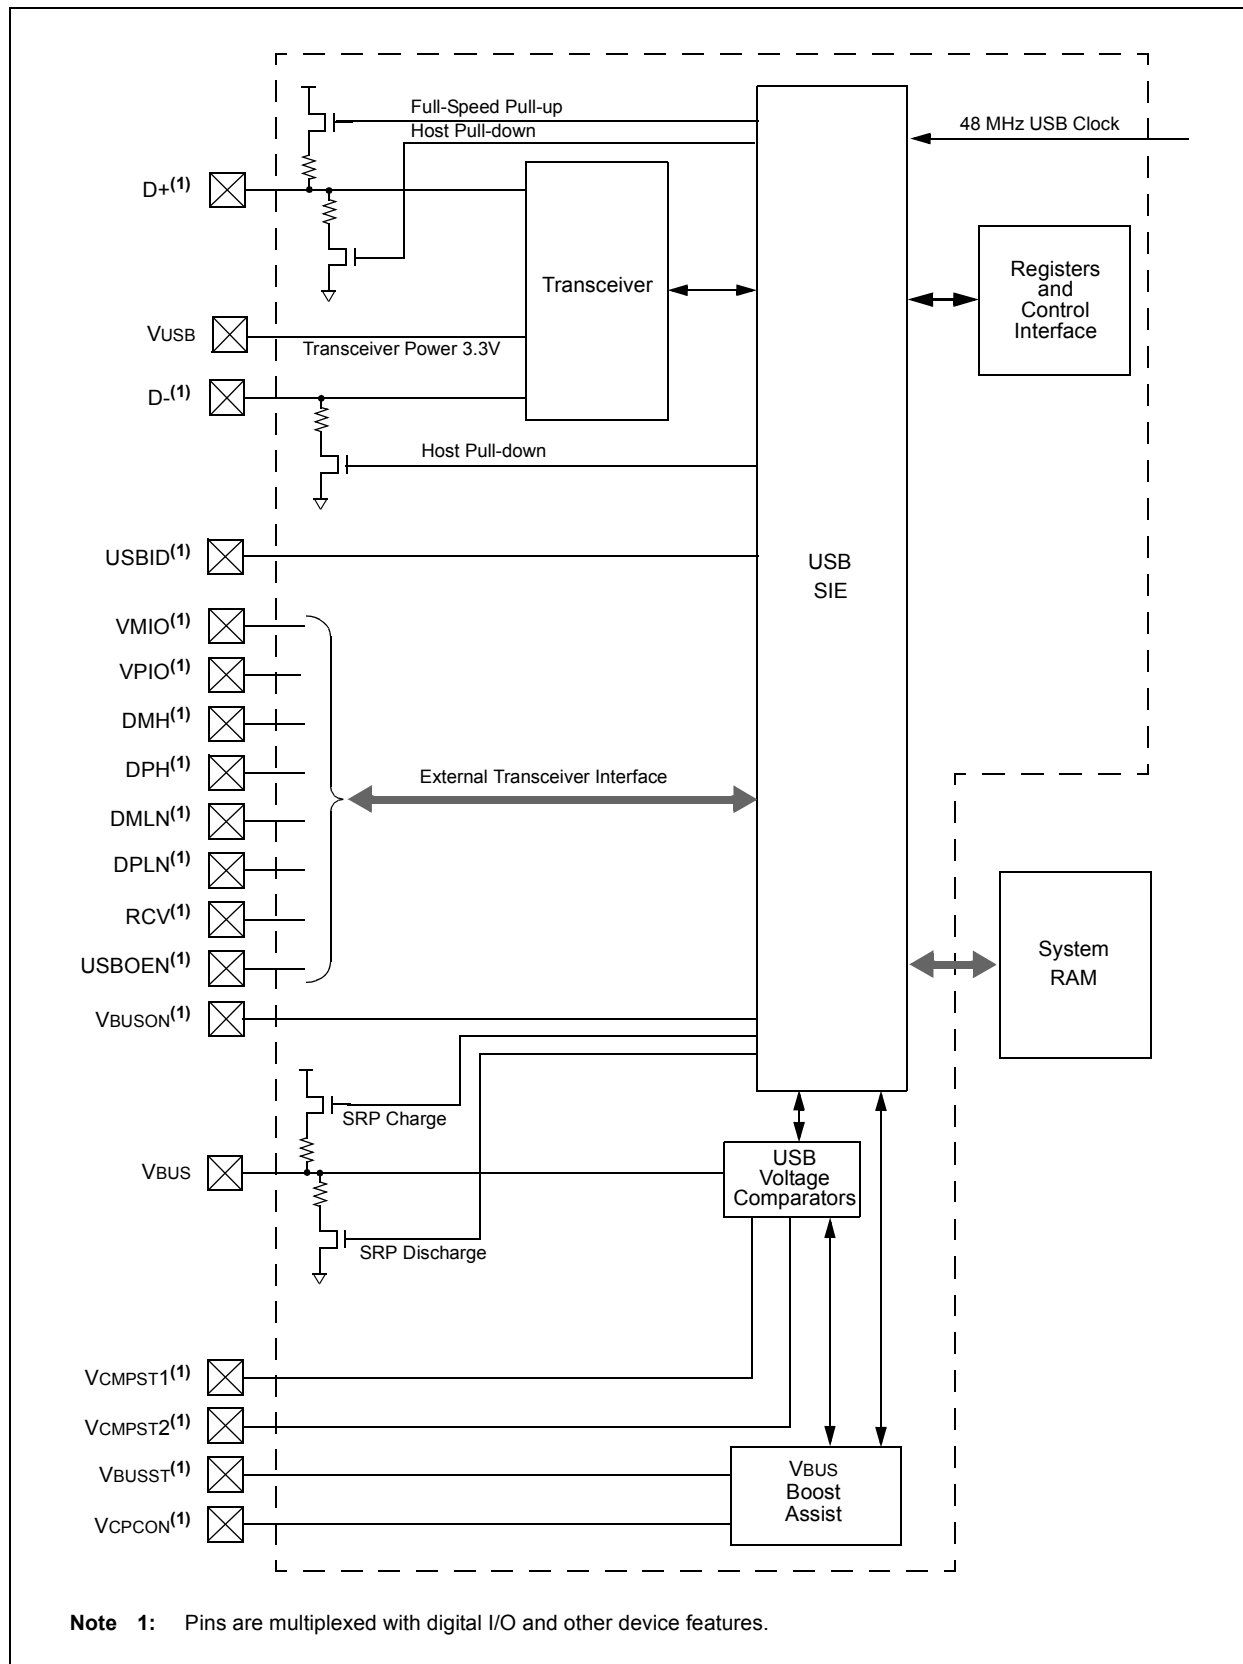 Full-Speed Pull-up
Host Pull-down
48 MHz USB Clock
D+(1)
Transceiver
Registers
and
Control
Interface
VUSB
Transceiver Power 3.3V
D-(1)
Host Pull-down
USBID(1)
USB
SIE
VMIO(1)
VPIO(1)
DMH(1)
DPH(1)
External Transceiver Interface
DMLN(1)
DPLN(1)
RCV(1)
USBOEN(1)
System
RAM
VBUSON(1)
SRP Charge
VBUS
USB
Voltage
Comparators
SRP Discharge
VCMPST1(1)
VCMPST2(1)
VBUSST(1)
VBUS
Boost
Assist
VCPCON(1)
Note 1: Pins are multiplexed with digital I/O and other device features.